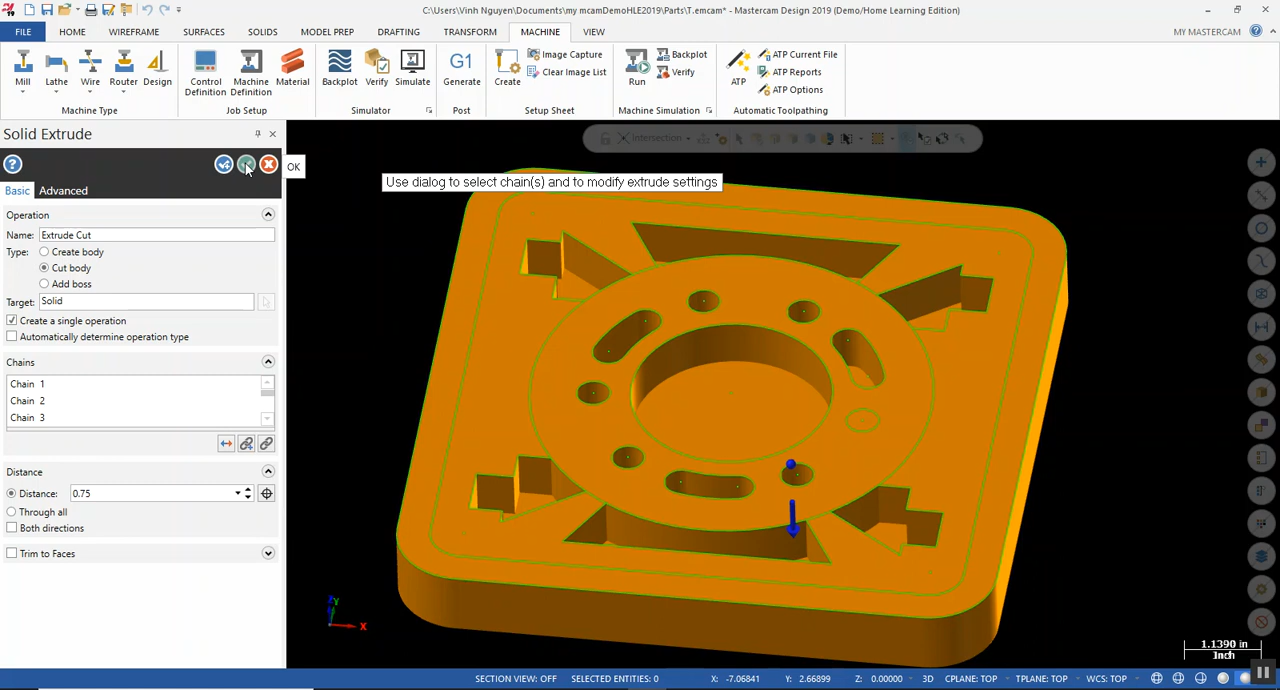 C:\Users\Vinh Nguyen\Documents\my mcamDemoHLE2019\Parts\T.emcam* - Mastercam Design 2019 (Demo/Home Learning Edition)
FILE HOME WIREFRAME SURFACES SOLIDS MODEL PREP DRAFTING TRANSFORM MACHINE VIEW MY MASTERCAM
Mill Lathe Wire Router Design
Machine Type
Control Definition Machine Definition Material
Job Setup
Backplot Verify Simulate
Simulator
G1
Generate
Post
Create Image Capture
Clear Image List
Setup Sheet
Run Backplot
Verify
Machine Simulation
ATP ATP Current File
ATP Reports
ATP Options
Automatic Toolpathing
Solid Extrude
OK
Basic Advanced
Operation
Name: Extrude Cut
Type: Create body
Cut body
Add boss
Target: Solid
Create a single operation
Automatically determine operation type
Chains
Chain 1
Chain 2
Chain 3
Distance
Distance: 0.75
Through all
Both directions
Trim to Faces
Intersection
Use dialog to select chain(s) and to modify extrude settings
Y
X
1.1390 in
Inch
SECTION VIEW: OFF SELECTED ENTITIES: 0 X: -7.06841 Y: 2.66899 Z: 0.00000 3D CPLANE: TOP TPLANE: TOP WCS: TOP